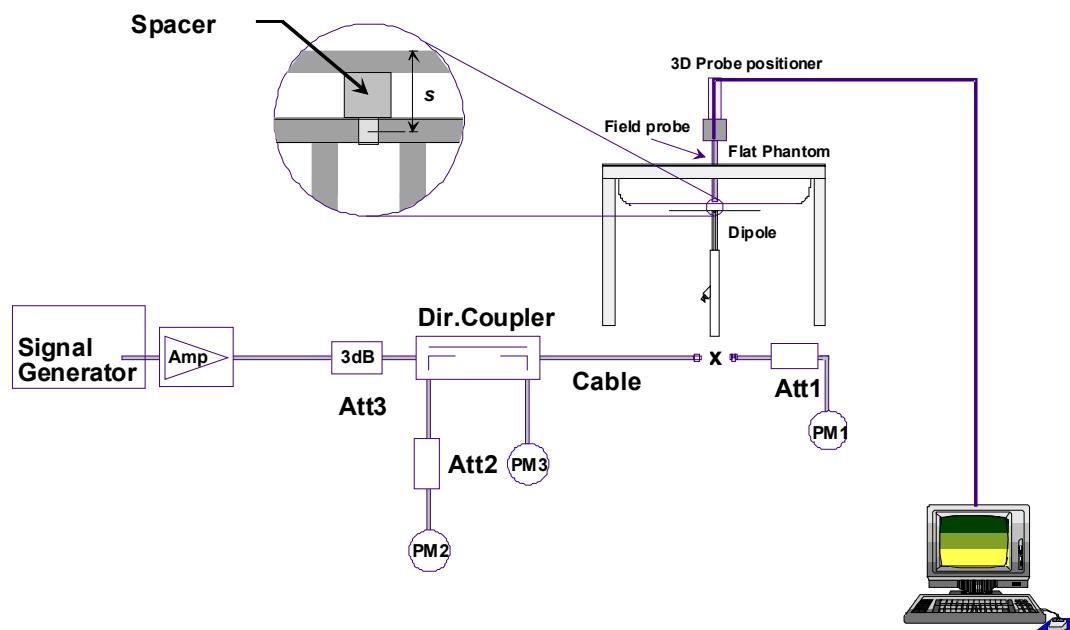 Spacer
s
3D Probe positioner
Field probe
Flat Phantom
Dipole
Dir.Coupler
Signal
Generator
Amp
3dB
Att3
Cable
x
Att1
PM1
Att2
PM3
PM2